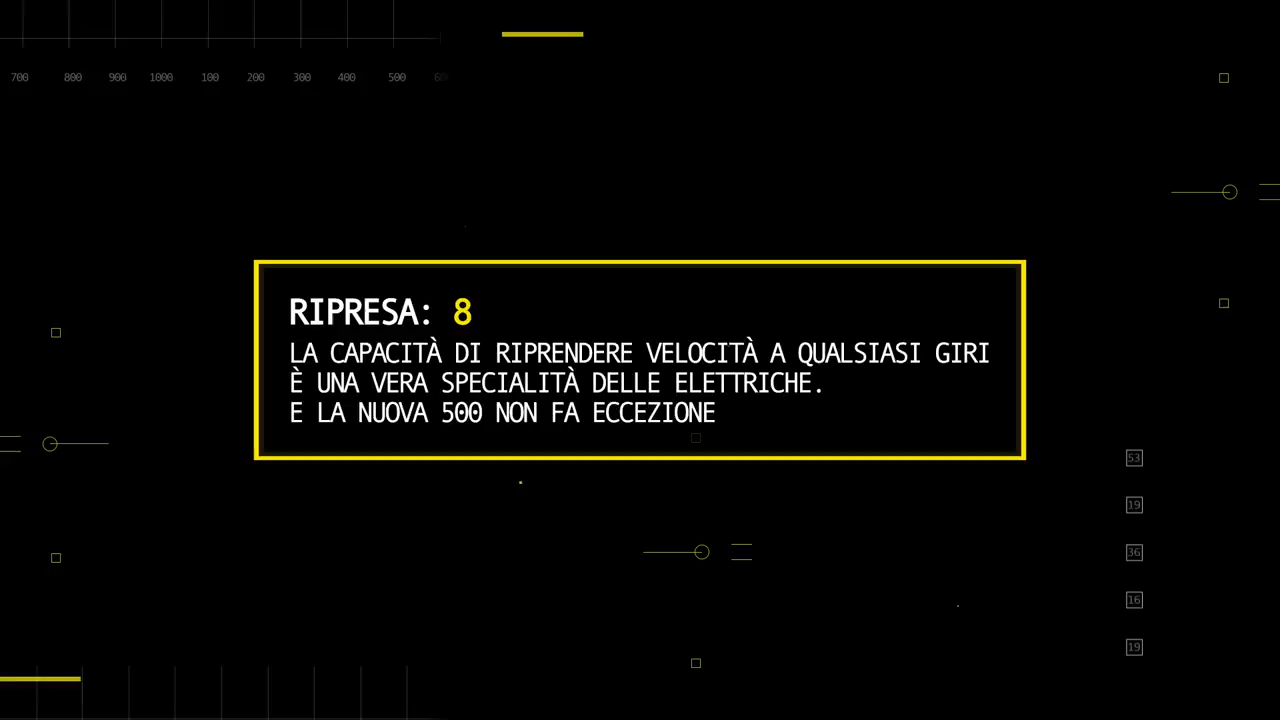 700 800 900 1000 100 200 300 400 500
RIPRESA: 8
LA CAPACITÀ DI RIPRENDERE VELOCITÀ A QUALSIASI GIRI
È UNA VERA SPECIALITÀ DELLE ELETTRICHE.
E LA NUOVA 500 NON FA ECCEZIONE
53
19
36
16
19